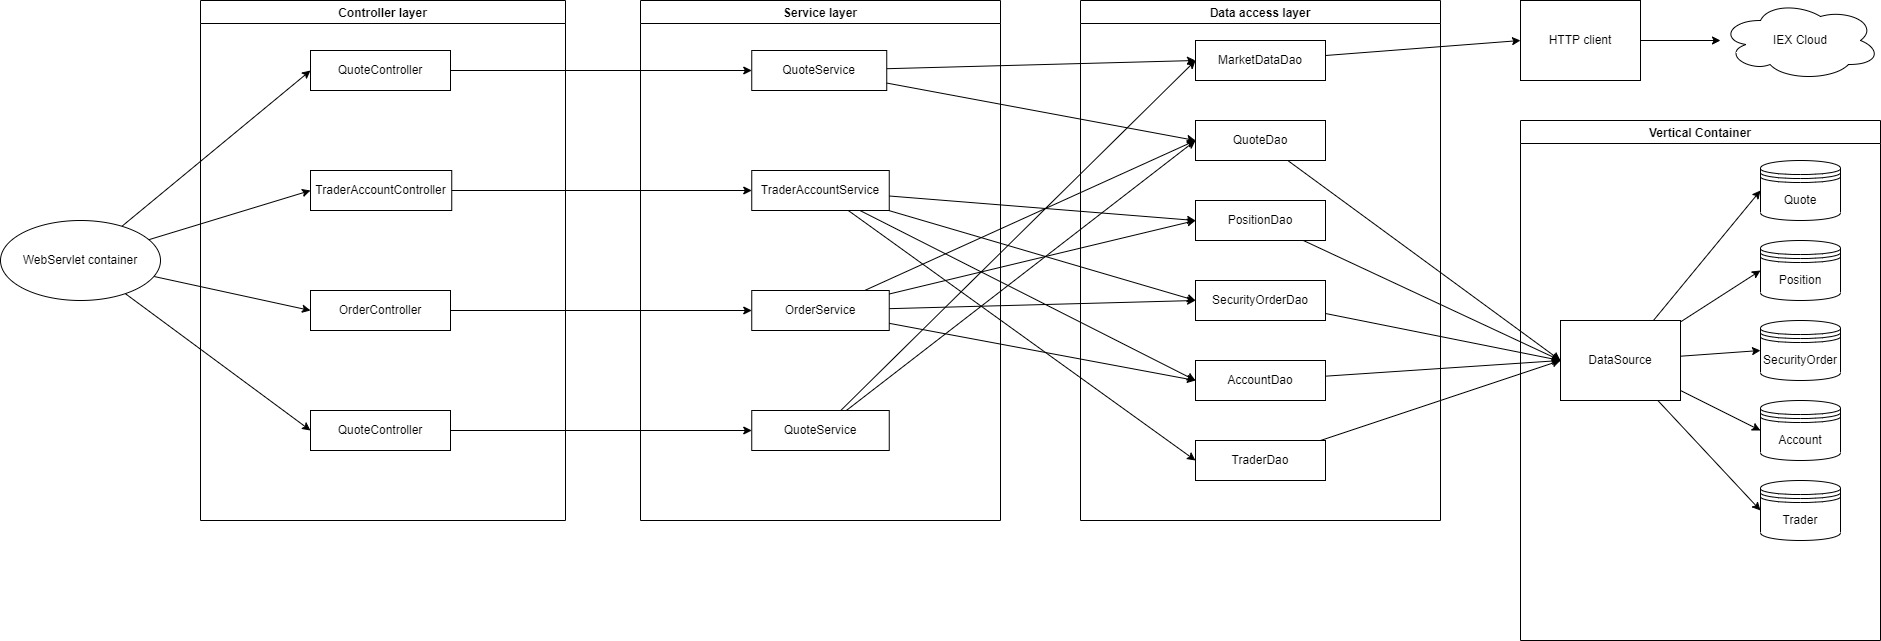 Controller layer
Service layer
Data access layer
HTTP client
IEX Cloud
QuoteController
QuoteService
MarketDataDao
Vertical Container
QuoteDao
TraderAccountController
TraderAccountService
Quote
PositionDao
WebServlet container
Position
OrderController
OrderService
SecurityOrderDao
DataSource
SecurityOrder
AccountDao
QuoteController
QuoteService
Account
TraderDao
Trader